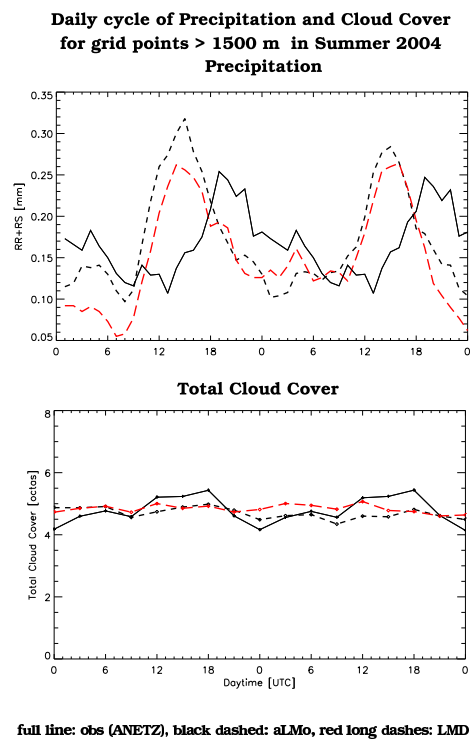 Daily cycle of Precipitation and Cloud Cover
for grid points > 1500 m in Summer 2004
Precipitation
0.35
0.30
0.25
0.20
0.15
0.10
0.05
RR+RS [mm]
0 6 12 18 0 6 12 18 0
Total Cloud Cover
8
6
4
2
0
Total Cloud Cover [octas]
0 6 12 18 0 6 12 18 0
Daytime [UTC]
full line: obs (ANETZ), black dashed: aLMo, red long dashes: LMD